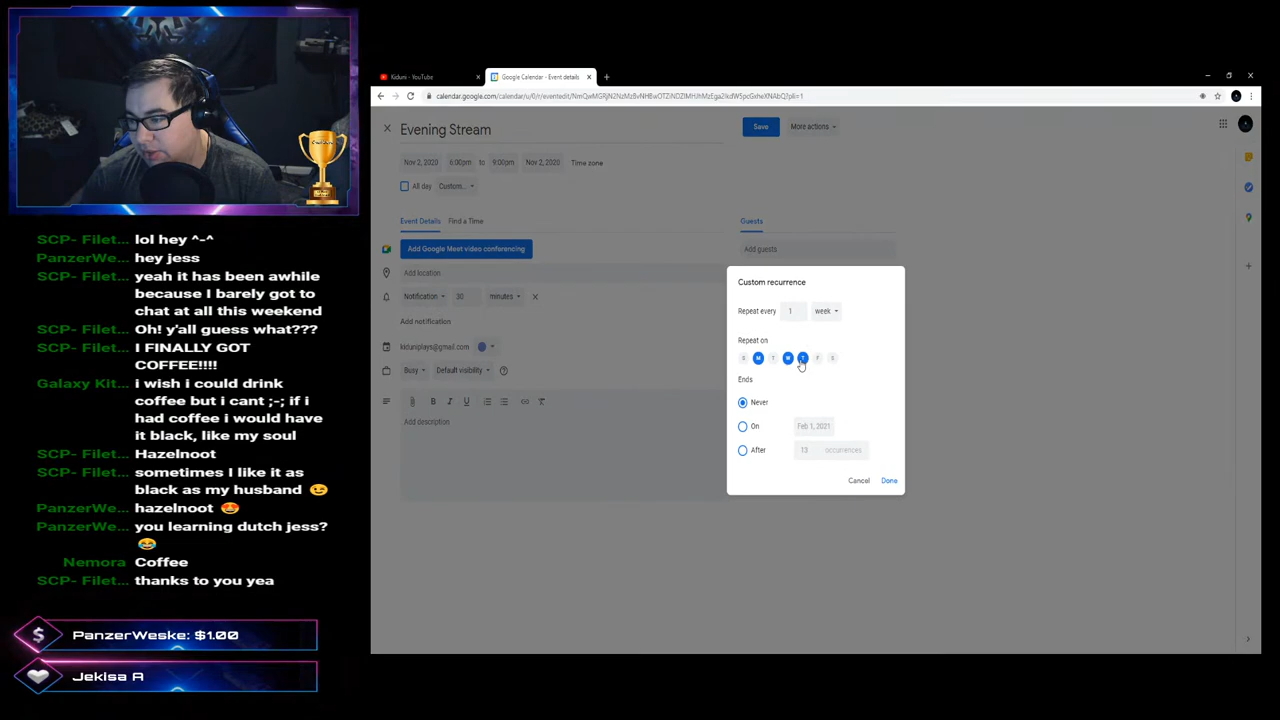 SCP- Filet... lol hey ^-^
PanzerWe... hey jess
SCP- Filet... yeah it has been awhile
because I barely got to
chat at all this weekend
SCP- Filet... Oh! y'all guess what???
SCP- Filet... I FINALLY GOT
COFFEE!!!!
Galaxy Kit... i wish i could drink
coffee but i cant ;-; if i
had coffee i would have
it black, like my soul
SCP- Filet... Hazelnoot
SCP- Filet... sometimes I like it as
black as my husband 😉
PanzerWe... hazelnoot 😍
PanzerWe... you learning dutch jess?
😂
Nemora Coffee
SCP- Filet... thanks to you yea
$ PanzerWeske: $1.00
Jekisa A
Kiduni - YouTube
Google Calendar - Event details
Evening Stream
Save
More actions
Nov 2, 2020 6:00pm to 9:00pm Nov 2, 2020 Time zone
All day Custom...
Event Details Find a Time
Guests
Add Google Meet video conferencing
Add guests
Add location
Notification 30 minutes
Add notification
kiduniplays@gmail.com
Busy Default visibility
B I U
Add description
Custom recurrence
Repeat every 1 week
Repeat on
S M T W T F S
Ends
Never
On Feb 1, 2021
After 13 occurrences
Cancel Done